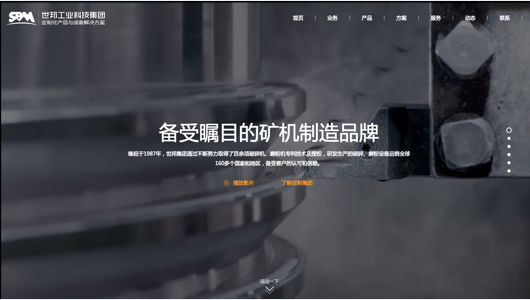 SBM 世邦工业科技集团
定制化产品与成套解决方案
首页 业务 产品 方案 服务 动态 联系
备受瞩目的矿机制造品牌
缘起于1987年，世邦集团通过不断努力取得了百余项破碎机、磨粉机专利技术及授权，研发生产的破碎、磨粉设备远销全球
160多个国家和地区，备受客户的认可和信赖。
播放影片 了解世邦集团
滚动一下